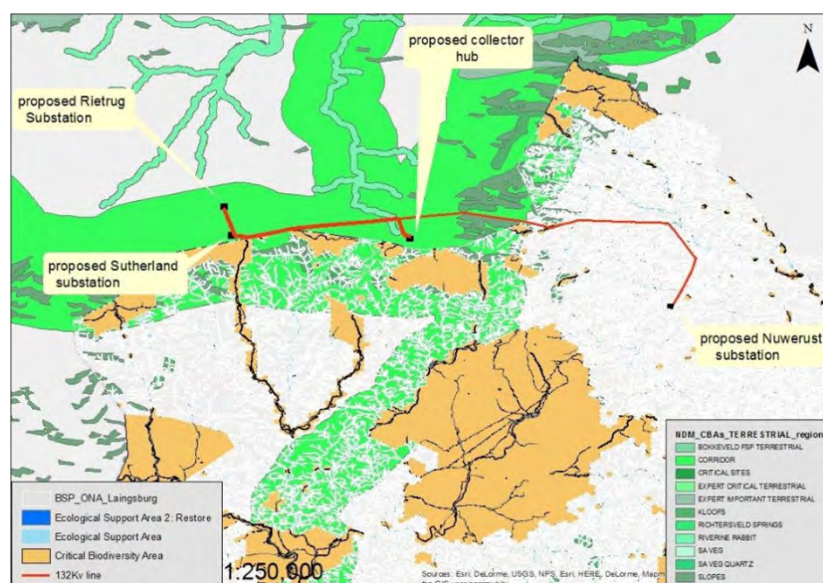 proposed collector
hub
N
proposed Rietrug
Substation
proposed Sutherland
substation
proposed Nuwerust
substation
BSP_ONA_Laingsburg
Ecological Support Area 2: Restore
Ecological Support Area
Critical Biodiversity Area
132Kv line
1:250,000
NDM_CBAs_TERRESTRIAL_region
BOKKEVELD FSP TERRESTRIAL
CORRIDOR
CRITICAL SITES
EXPERT CRITICAL TERRESTRIAL
EXPERT IMPORTANT TERRESTRIAL
KLOOFS
RICHTERSVELD SPRINGS
RIVERINE RABBIT
SA VEG
SA VEG QUARTZ
SLOPES
Sources: Esri, DeLorme, USGS, NPS, Esri, HERE, DeLorme, Mapm